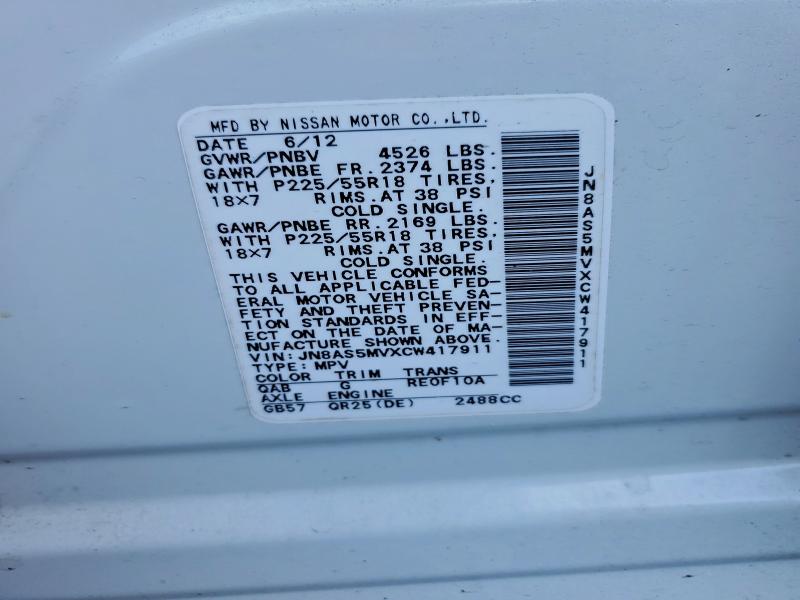 MFD BY NISSAN MOTOR CO.,LTD.
DATE 6/12
GVWR/PNBV 4526 LBS.
GAWR/PNBE FR.2374 LBS.
WITH P225/55R18 TIRES,
18X7 RIMS.AT 38 PSI
COLD SINGLE.
GAWR/PNBE RR.2169 LBS.
WITH P225/55R18 TIRES,
18X7 RIMS.AT 38 PSI
COLD SINGLE.
THIS VEHICLE CONFORMS
TO ALL APPLICABLE FED-
ERAL MOTOR VEHICLE SA-
FETY AND THEFT PREVEN-
TION STANDARDS IN EFF-
ECT ON THE DATE OF MA-
NUFACTURE SHOWN ABOVE.
VIN:JN8AS5MVXCW417911
TYPE:MPV
COLOR TRIM TRANS
QAB G RE0F10A
AXLE ENGINE
GB57 QR25(DE) 2488CC
JN8AS5MVXCW417911